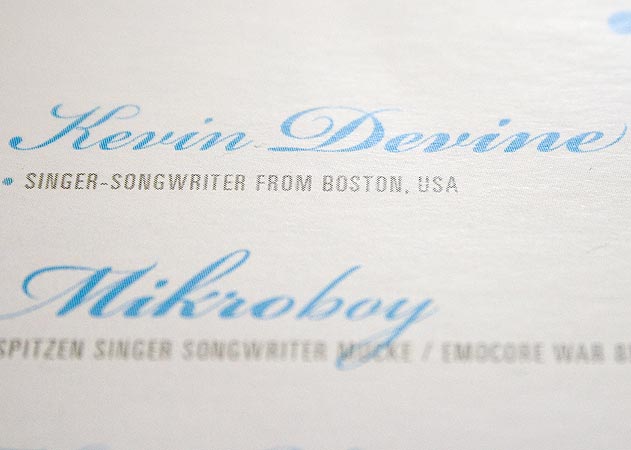 Kevin Devine
• SINGER-SONGWRITER FROM BOSTON, USA
Mikroboy
SPITZEN SINGER SONGWRITER MUCKE / EMOCORE WAR